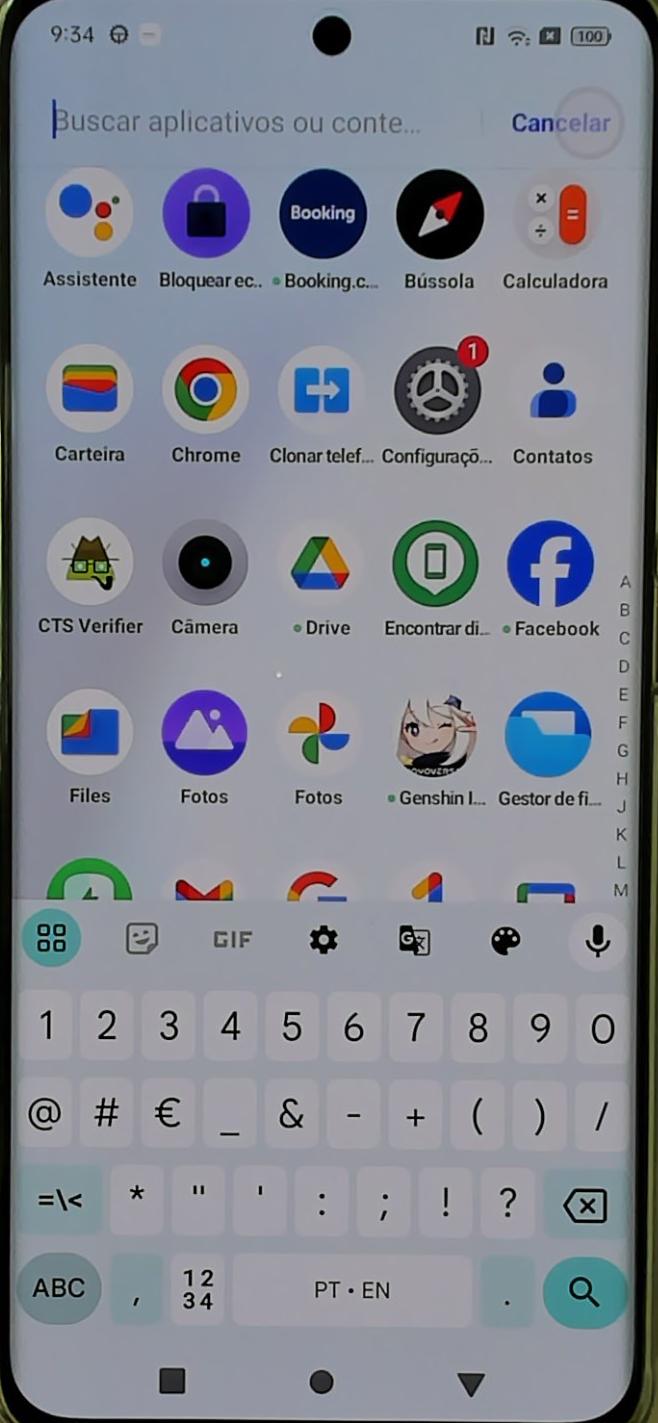 9:34 100
Buscar aplicativos ou conte... Cancelar
Booking
Assistente Bloquear ec.. Booking.c... Bússola Calculadora
1
Carteira Chrome Clonar telef... Configuraçõ... Contatos
CTS Verifier Câmera Drive Encontrar di... Facebook
Files Fotos Fotos Genshin I... Gestor de fi...
A
B
C
D
E
F
G
H
J
K
L
M
GIF
1 2 3 4 5 6 7 8 9 0
@ # € _ & - + ( ) /
=\< * " ' : ; ! ?
ABC , 12 34 PT • EN .